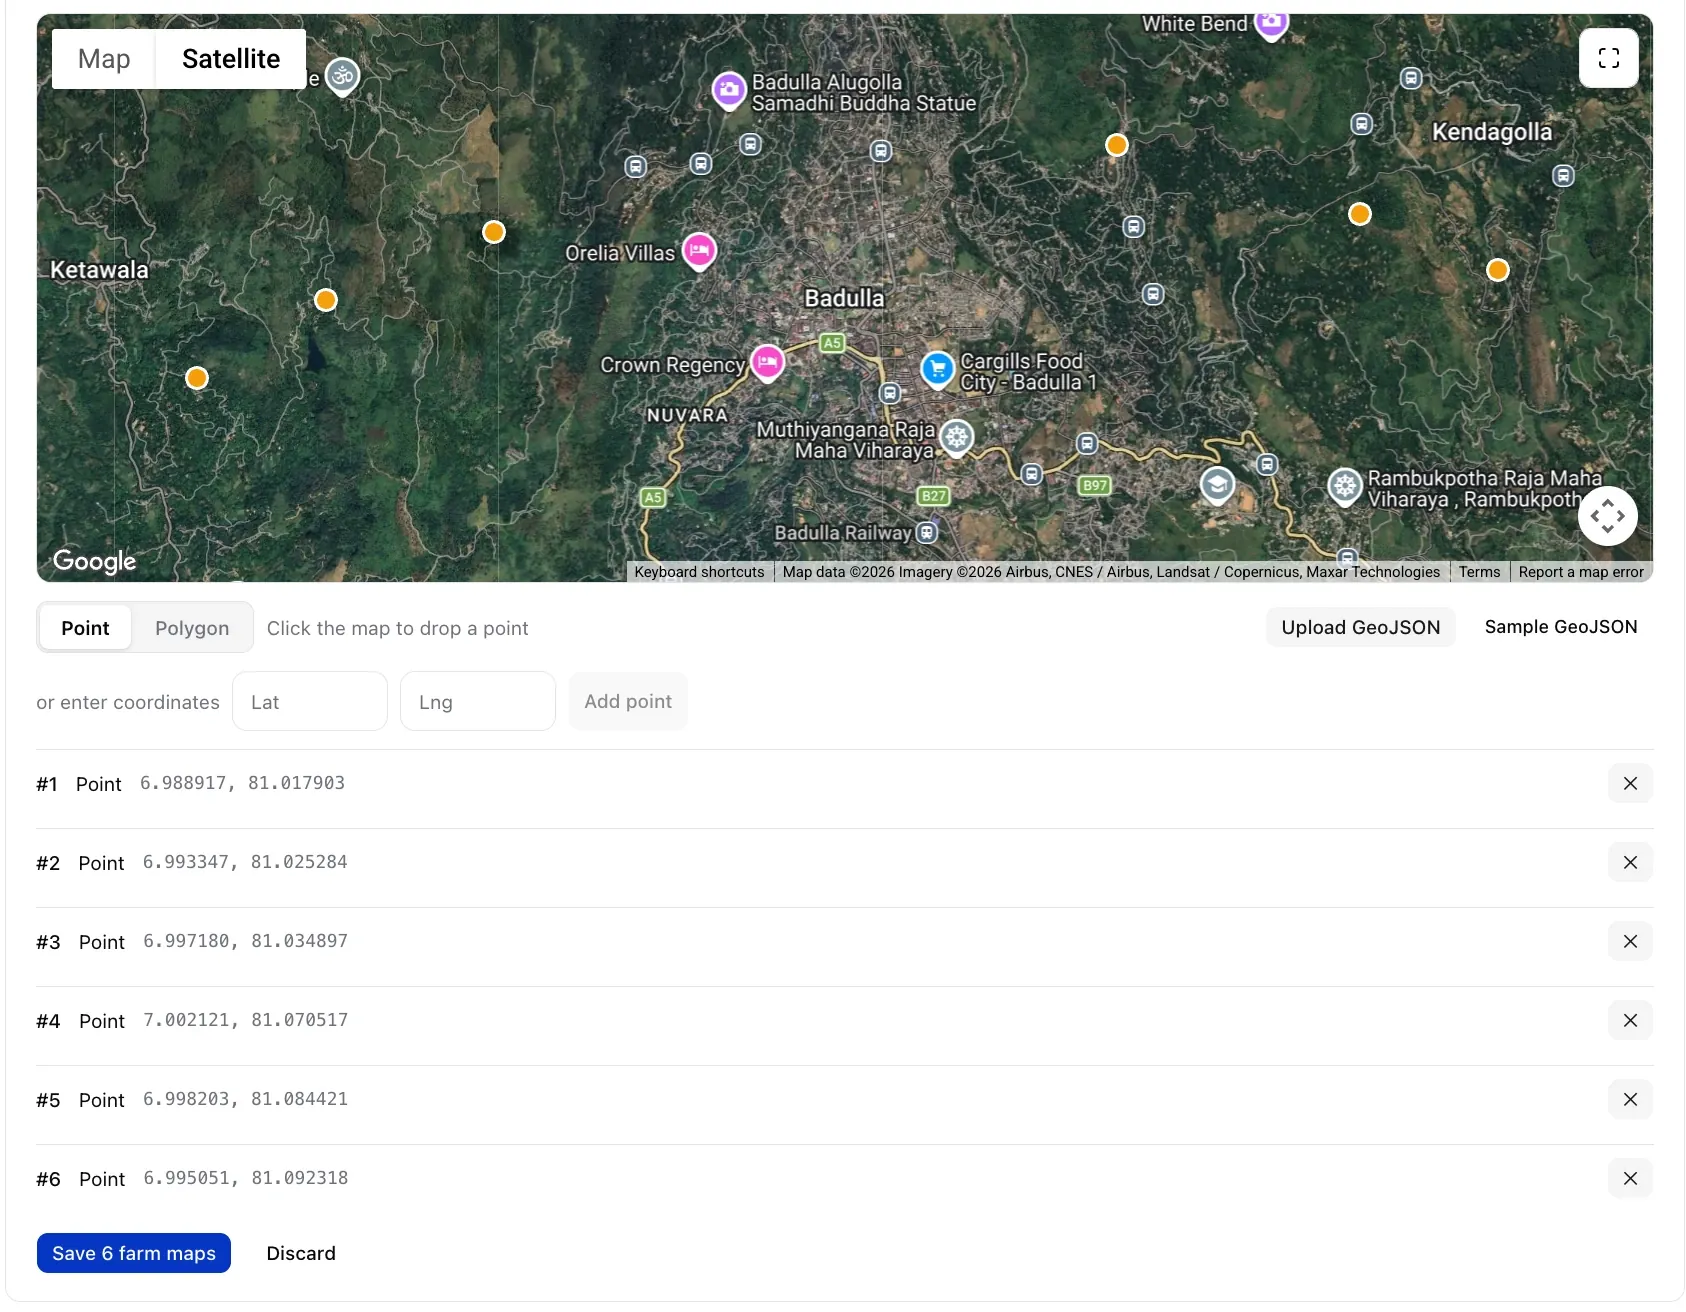 Map
Satellite
e
White Bend
Badulla Alugolla
Samadhi Buddha Statue
Kendagolla
Orelia Villas
Ketawala
Badulla
A5
Crown Regency
Cargills Food
City - Badulla 1
NUVARA
Muthiyangana Raja
Maha Viharaya
A5
B27
B97
Rambukpotha Raja Maha
Viharaya , Rambukpoth
Badulla Railway
Google
Keyboard shortcuts
Map data ©2026 Imagery ©2026 Airbus, CNES / Airbus, Landsat / Copernicus, Maxar Technologies
Terms
Report a map error
Point
Polygon
Click the map to drop a point
Upload GeoJSON
Sample GeoJSON
or enter coordinates
Lat
Lng
Add point
#1 Point 6.988917, 81.017903
#2 Point 6.993347, 81.025284
#3 Point 6.997180, 81.034897
#4 Point 7.002121, 81.070517
#5 Point 6.998203, 81.084421
#6 Point 6.995051, 81.092318
Save 6 farm maps
Discard